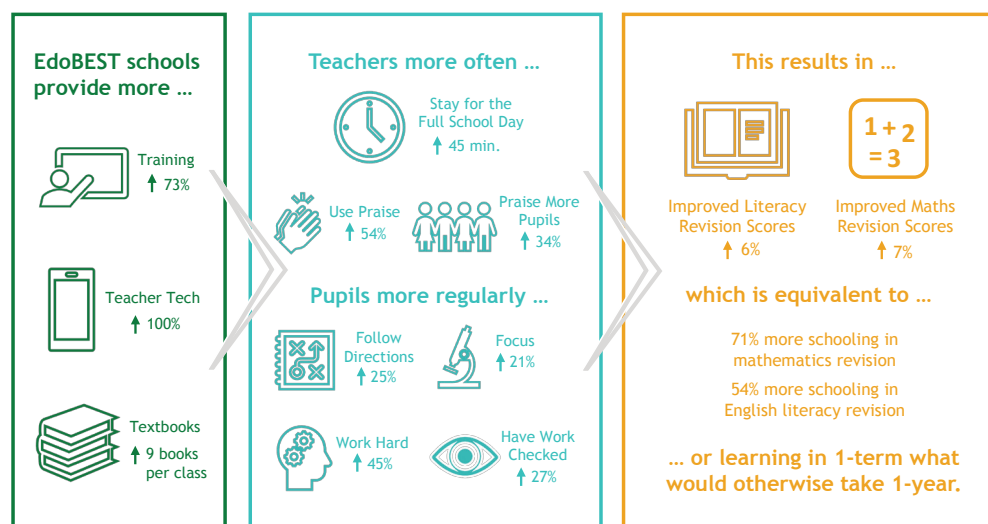 EdoBEST schools
provide more …
Training
↑ 73%
Teacher Tech
↑ 100%
Textbooks
↑ 9 books
per class
Teachers more often …
Stay for the
Full School Day
↑ 45 min.
Use Praise
↑ 54%
Praise More
Pupils
↑ 34%
Pupils more regularly …
Follow
Directions
↑ 25%
Focus
↑ 21%
Work Hard
↑ 45%
Have Work
Checked
↑ 27%
This results in …
1 + 2
= 3
Improved Literacy
Revision Scores
↑ 6%
Improved Maths
Revision Scores
↑ 7%
which is equivalent to …
71% more schooling in
mathematics revision
54% more schooling in
English literacy revision
… or learning in 1-term what
would otherwise take 1-year.